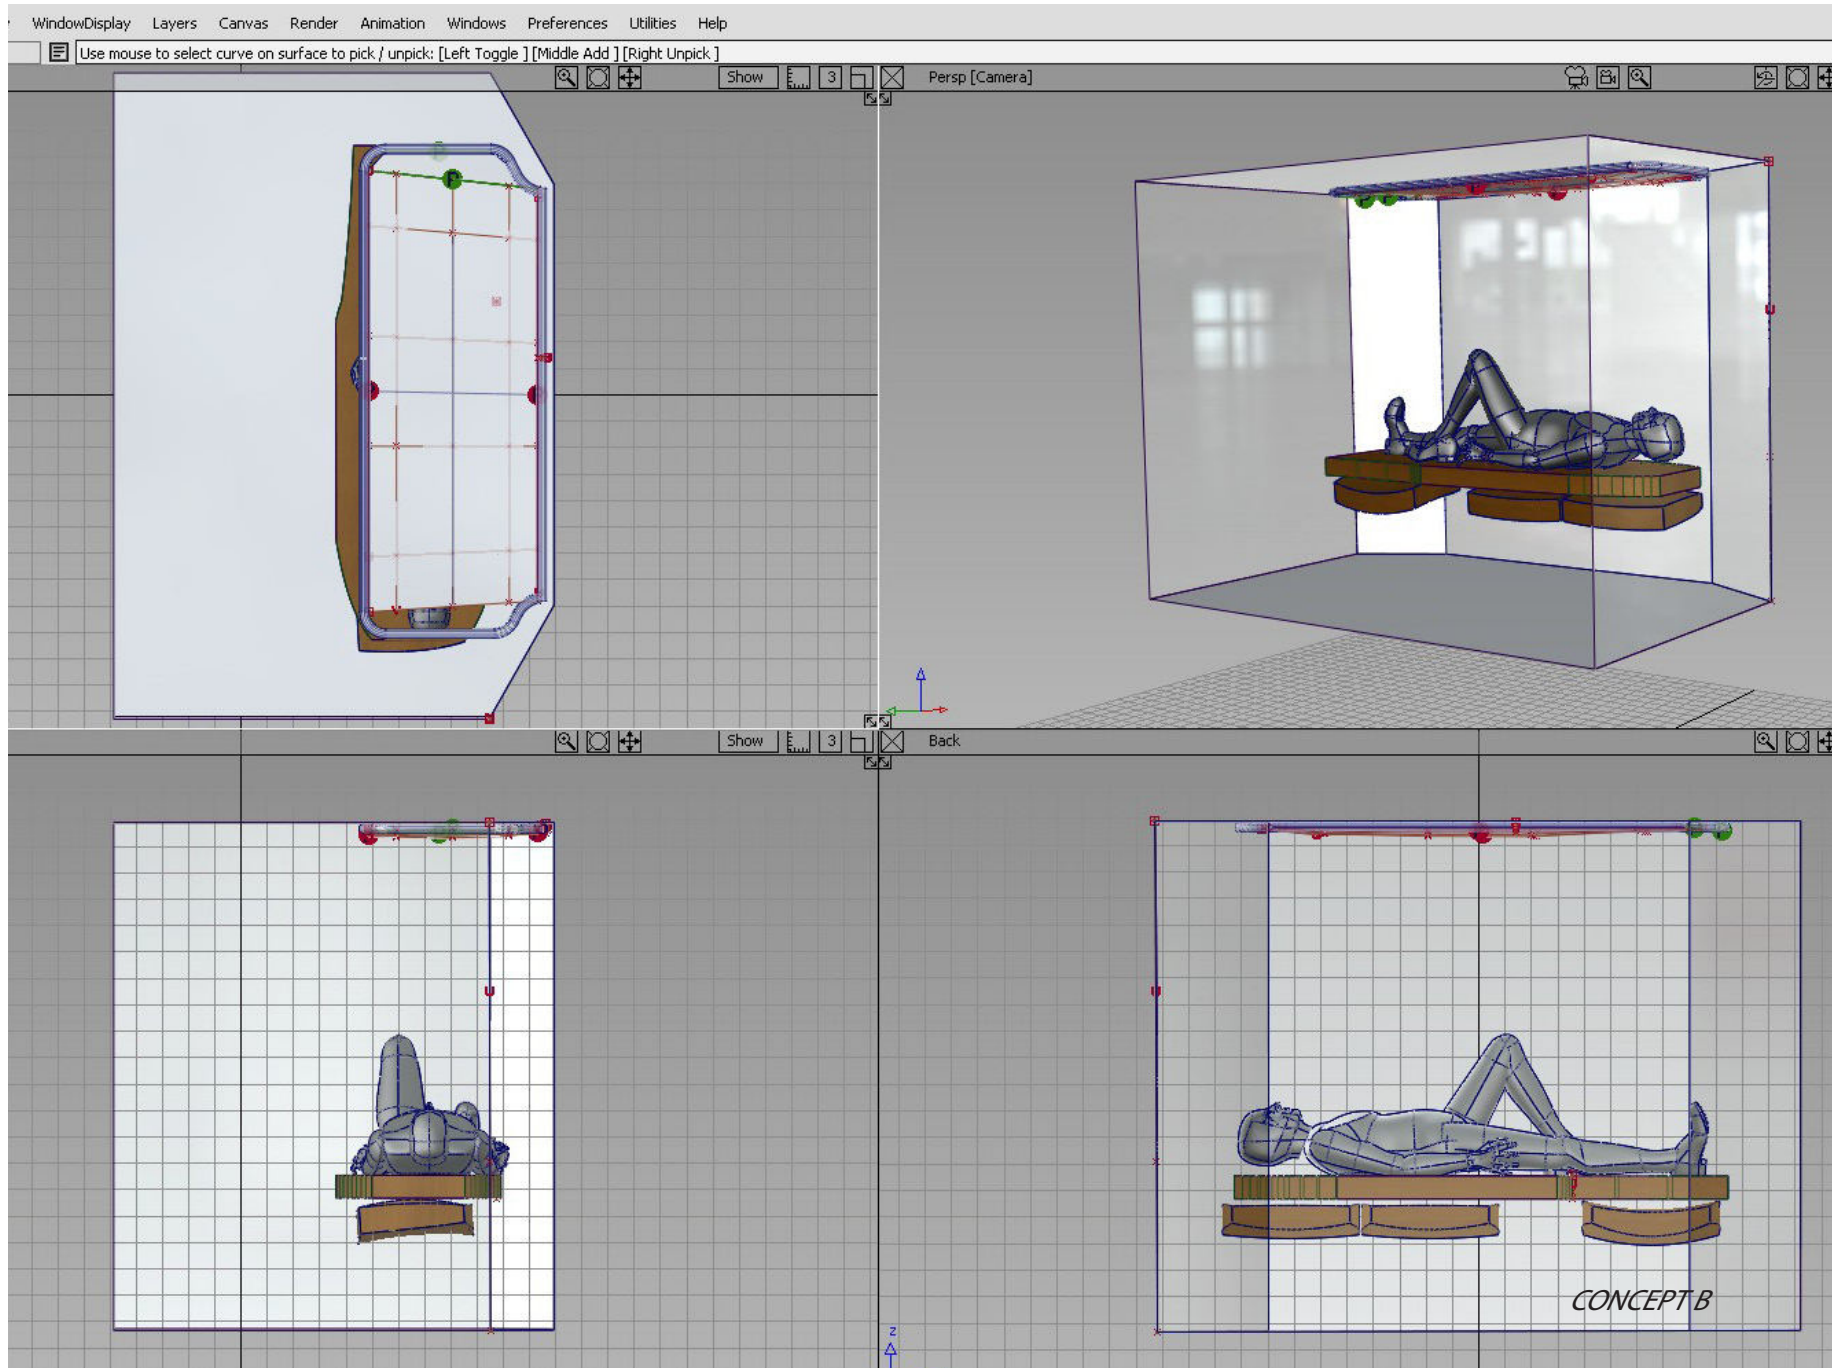 WindowDisplay Layers Canvas Render Animation Windows Preferences Utilities Help
Use mouse to select curve on surface to pick / unpick: [Left Toggle ] [Middle Add ] [Right Unpick ]
Show 3 Persp [Camera]
Show 3 Back
CONCEPT B
z